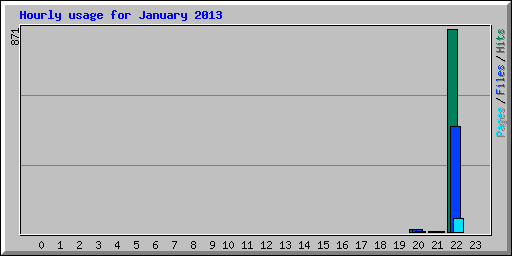 Hourly usage for January 2013
871
Pages/Files/Hits
0 1 2 3 4 5 6 7 8 9 10 11 12 13 14 15 16 17 18 19 20 21 22 23